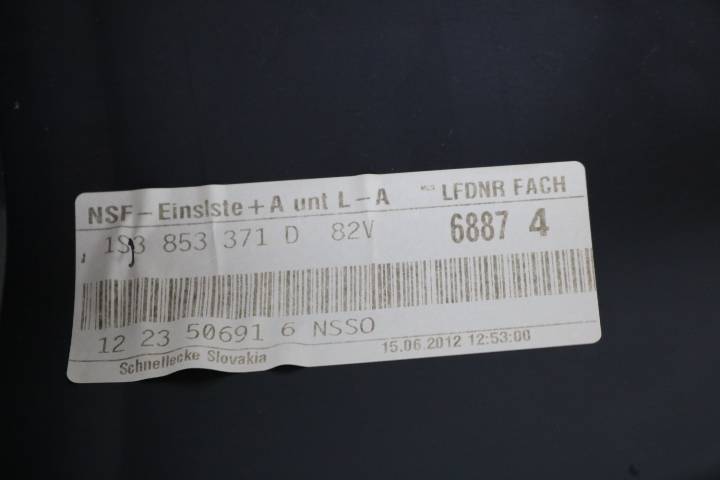 NSF-Einslste+A unt L-A LFDNR FACH
1S3 853 371 D 82V 6887 4
12 23 50691 6 NSSO
Schnellecke Slovakia 15.06.2012 12:53:00